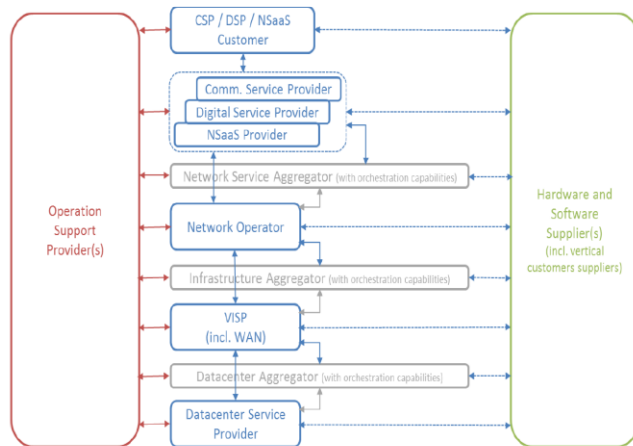 CSP / DSP / NSaaS
Customer
Comm. Service Provider
Digital Service Provider
NSaaS Provider
Network Service Aggregator (with orchestration capabilities)
Operation
Support
Provider(s)
Network Operator
Hardware and
Software
Supplier(s)
(incl. vertical
customers suppliers)
Infrastructure Aggregator (with orchestration capabilities)
VISP
(incl. WAN)
Datacenter Aggregator (with orchestration capabilities)
Datacenter Service
Provider